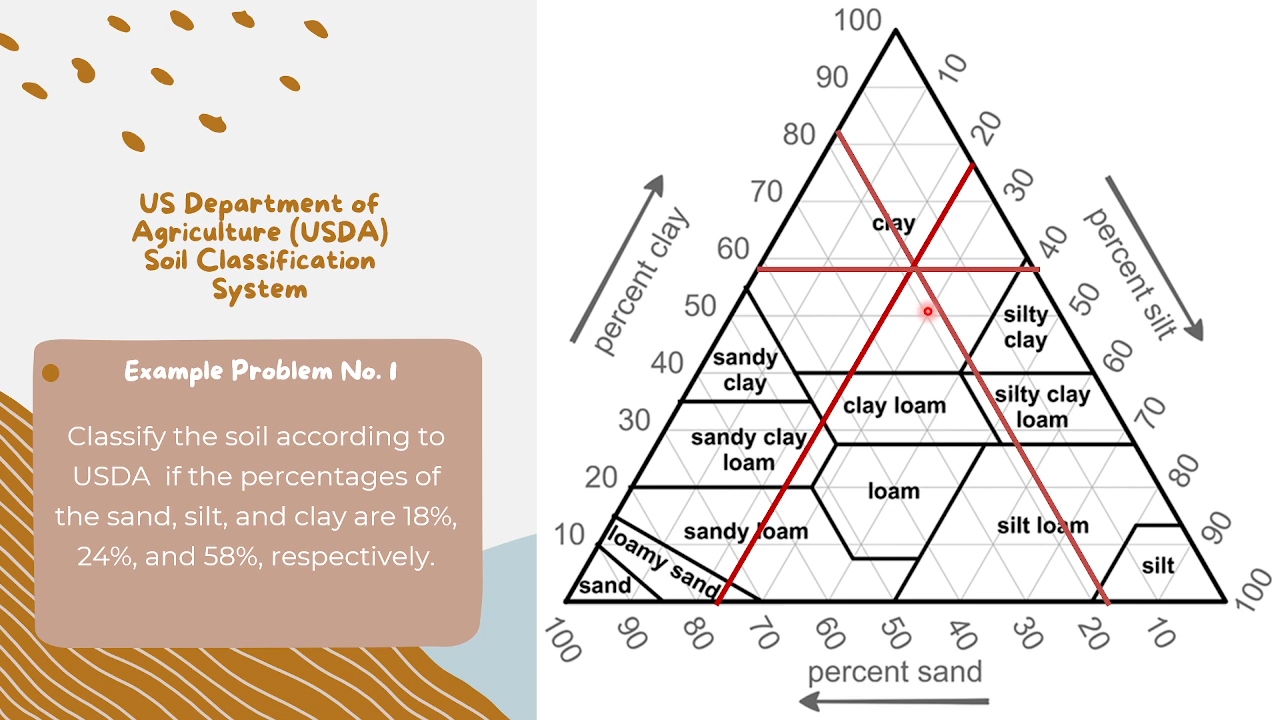 US Department of
Agriculture (USDA)
Soil Classification
System
Example Problem No. 1
Classify the soil according to
USDA if the percentages of
the sand, silt, and clay are 18%,
24%, and 58%, respectively.
100
90
80
70
60
50
40
30
20
10
percent clay
10
20
30
40
50
60
70
80
90
100
percent silt
clay
silty
clay
sandy
clay
clay loam
silty clay
loam
sandy clay
loam
loam
sandy loam
silt loam
loamy sand
sand
silt
100
90
80
70
60
50
40
30
20
10
percent sand